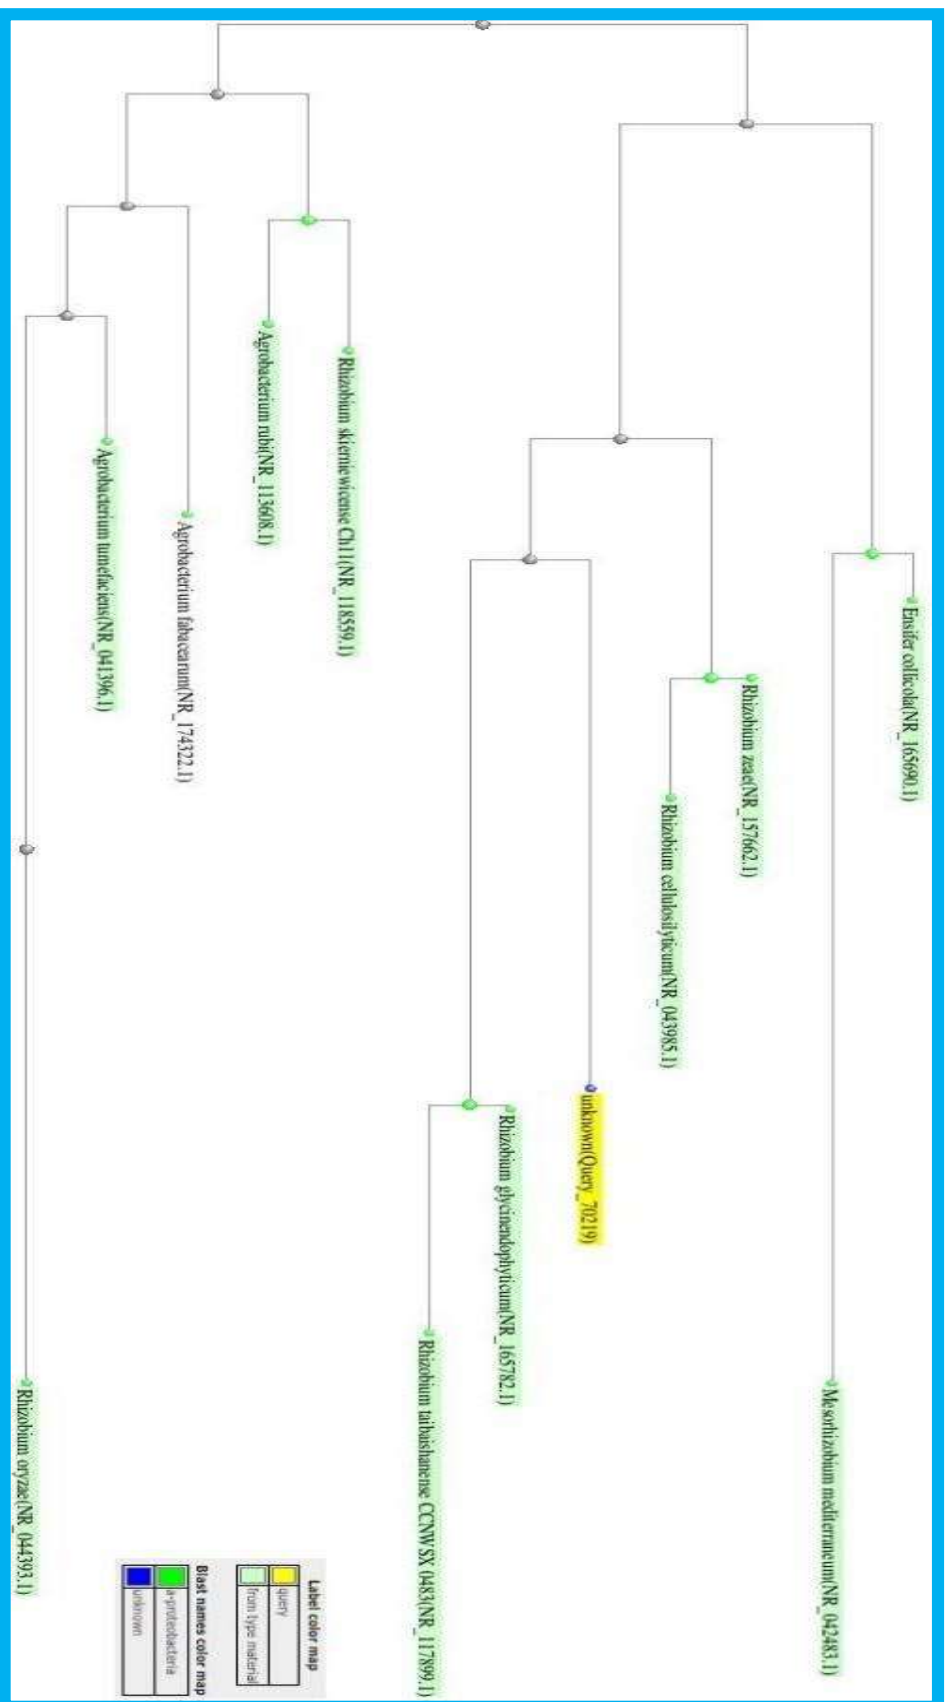 Ensifer collicola(NR_165690.1)
Mesorhizobium mediterraneum(NR_042483.1)
Rhizobium zeae(NR_157662.1)
Rhizobium cellulosilyticum(NR_043985.1)
unknown(Query_70219)
Rhizobium glycinendophyticum(NR_165782.1)
Rhizobium taibaishanense CCNWSX 0483(NR_117899.1)
Rhizobium skierniewicense Ch11(NR_118559.1)
Agrobacterium rubi(NR_113608.1)
Agrobacterium fabacearum(NR_174322.1)
Agrobacterium tumefaciens(NR_041396.1)
Rhizobium oryzae(NR_044393.1)
Label color map
query
from type material
Blast names color map
a-proteobacteria
unknown